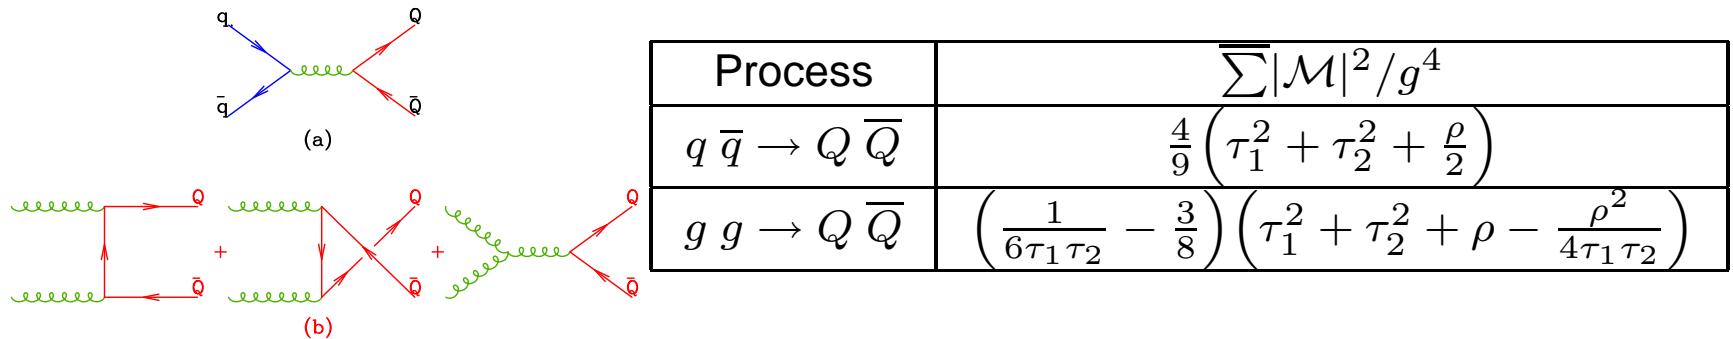 q Q
q̅ Q̅
(a)
Q Q Q
+ +
Q̅ Q̅ Q̅
(b)
Process $\overline{\sum}|\mathcal{M}|^2/g^4$
$q\ \overline{q} \to Q\ \overline{Q}$ $\frac{4}{9}\left(\tau_1^2 + \tau_2^2 + \frac{\rho}{2}\right)$
$g\ g \to Q\ \overline{Q}$ $\left(\frac{1}{6\tau_1\tau_2} - \frac{3}{8}\right)\left(\tau_1^2 + \tau_2^2 + \rho - \frac{\rho^2}{4\tau_1\tau_2}\right)$